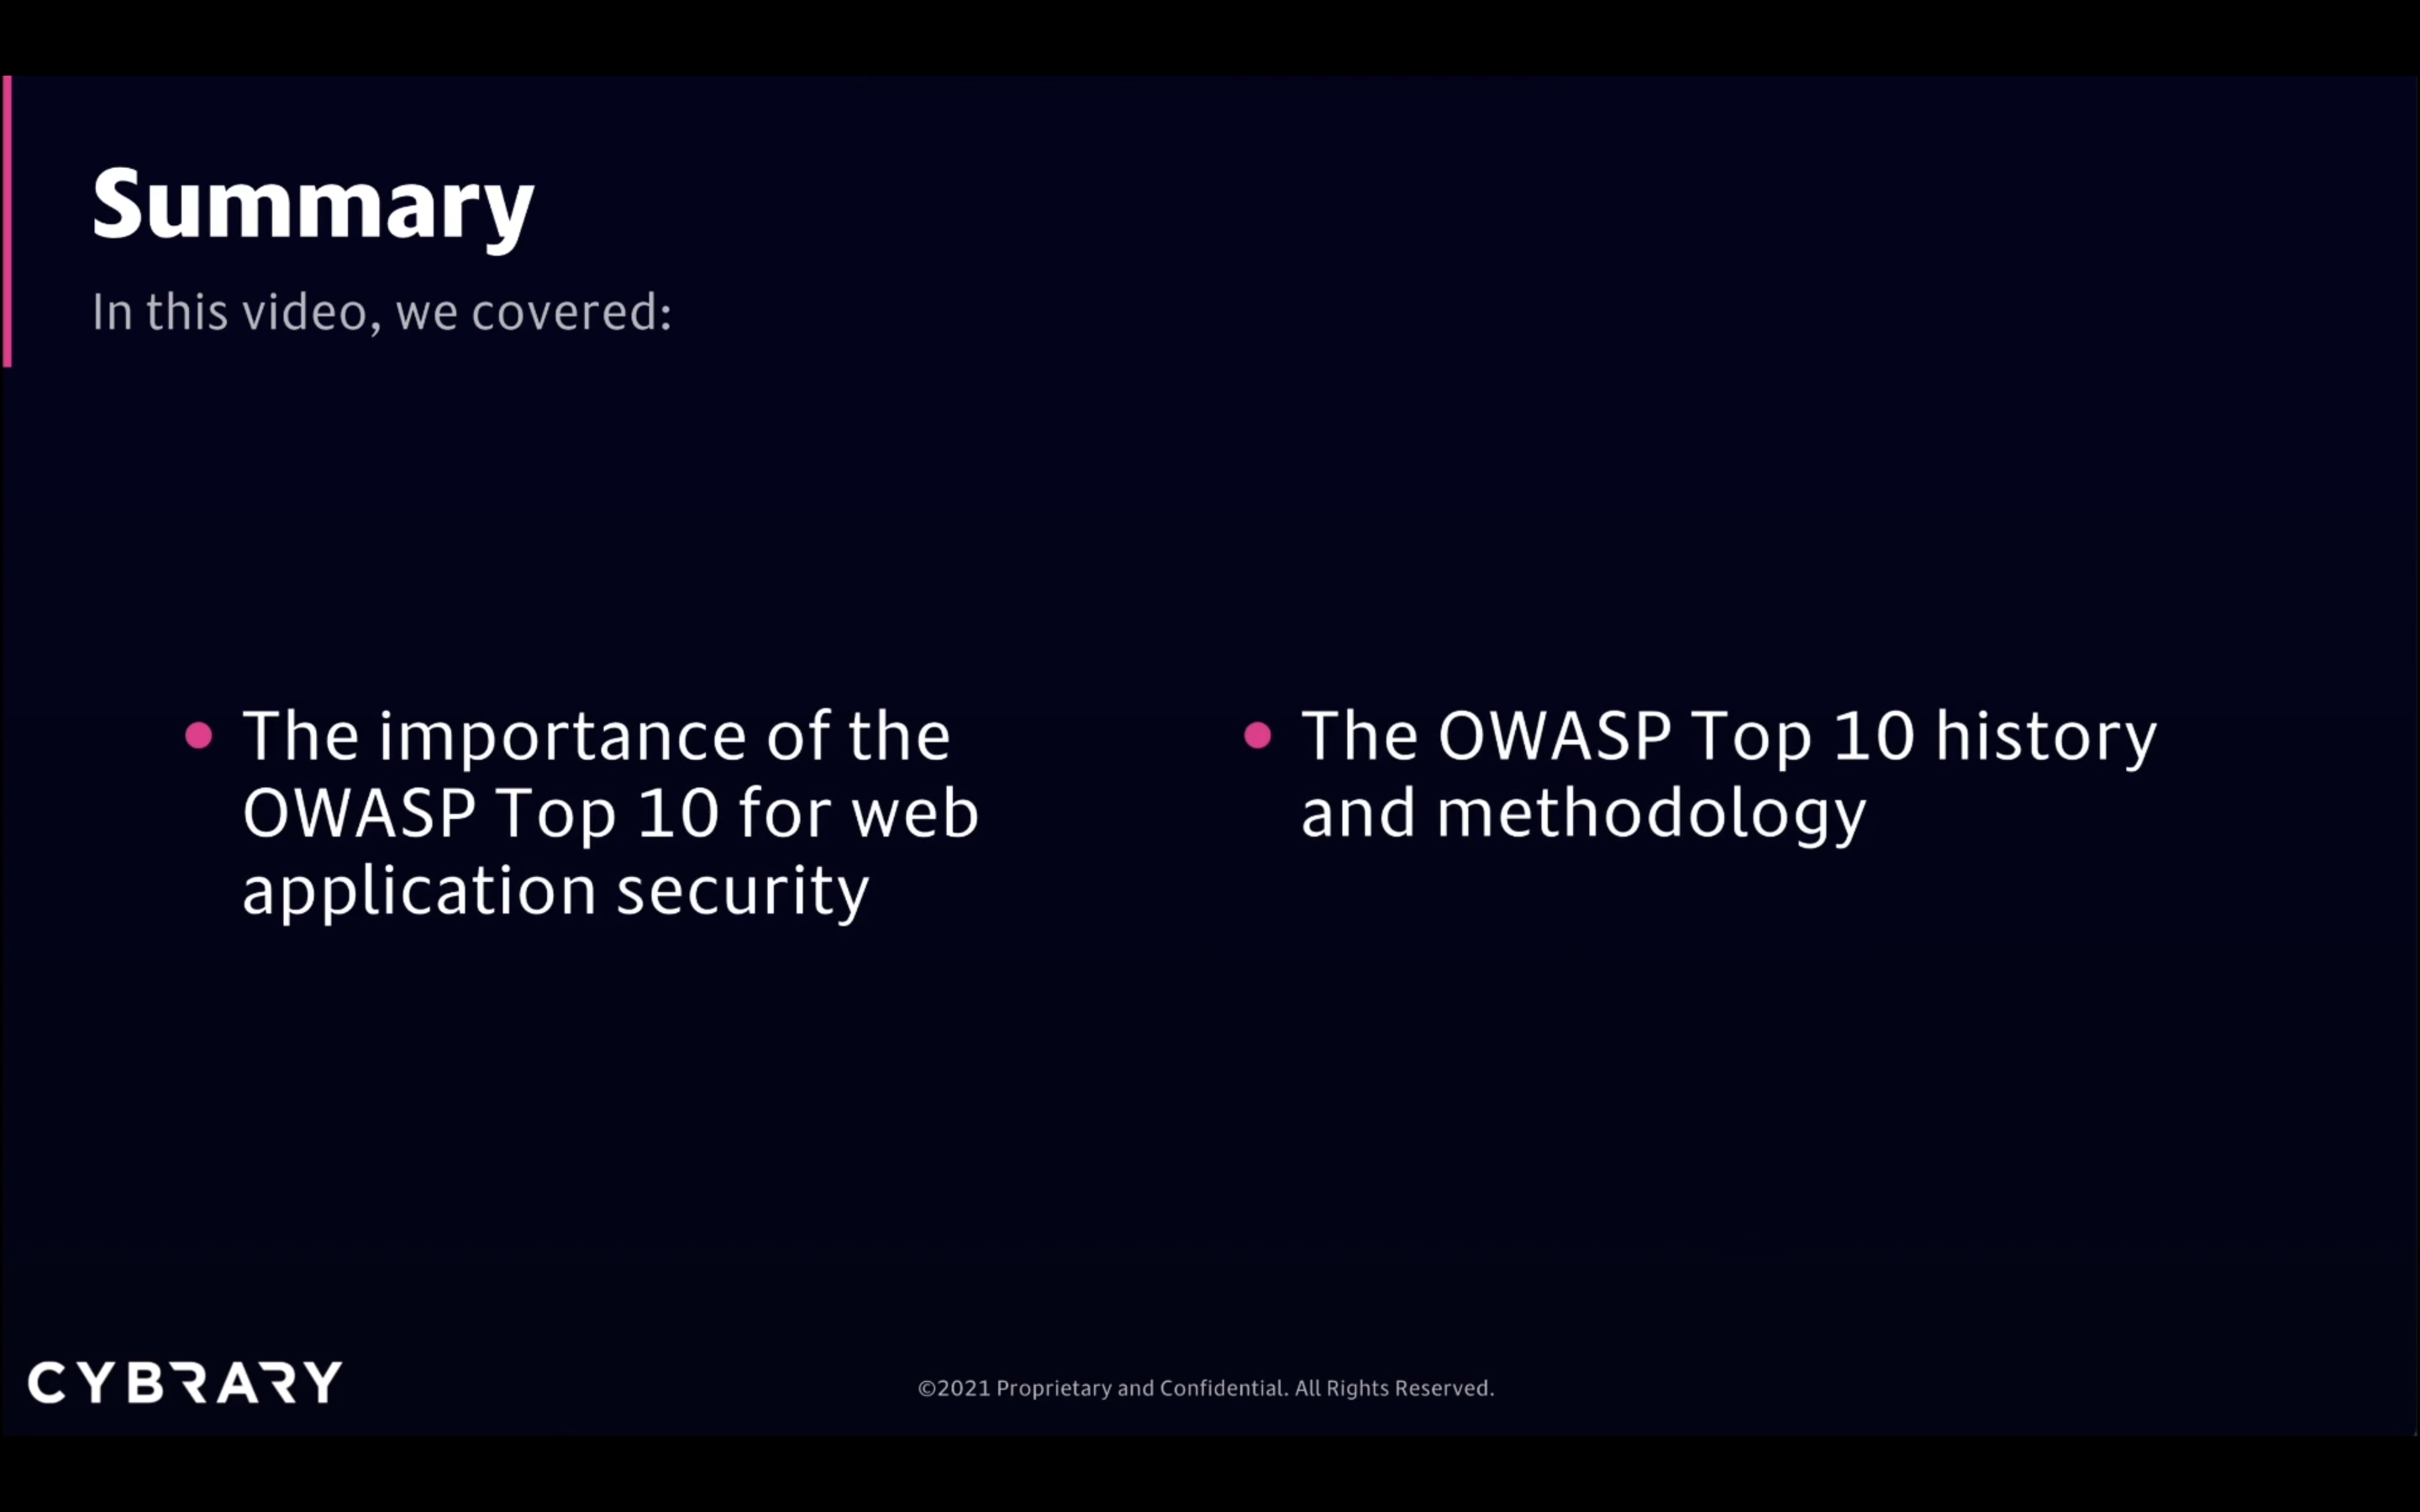 Summary
In this video, we covered:
The importance of the
OWASP Top 10 for web
application security
The OWASP Top 10 history
and methodology
CYBRARY
©2021 Proprietary and Confidential. All Rights Reserved.